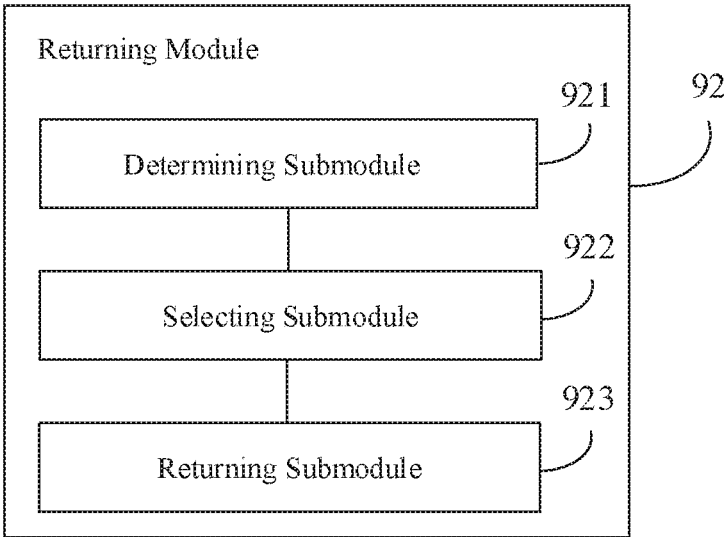 Returning Module
92
921
Determining Submodule
922
Selecting Submodule
923
Returning Submodule